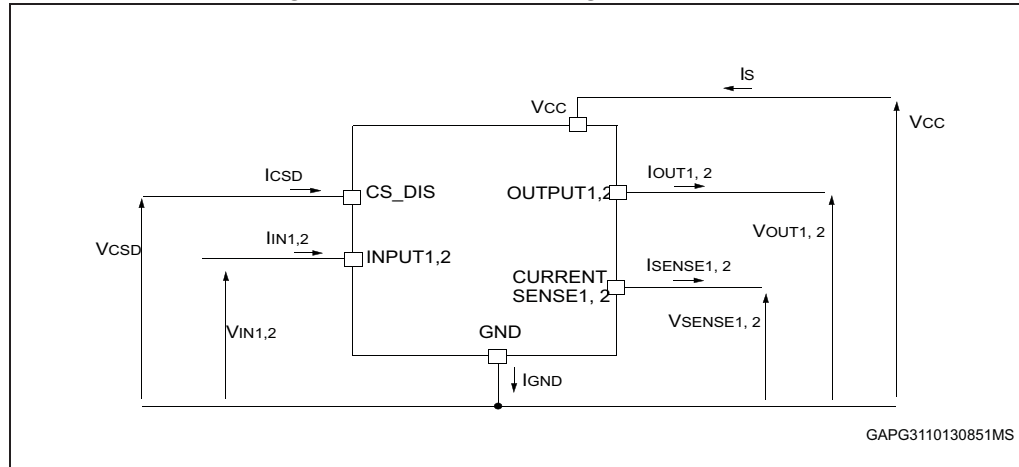 IS
VCC
VCC
ICSD
CS_DIS
OUTPUT1,2
IOUT1, 2
VCSD
IIN1,2
INPUT1,2
VOUT1, 2
CURRENT
SENSE1, 2
ISENSE1, 2
VIN1,2
GND
VSENSE1, 2
IGND
GAPG3110130851MS